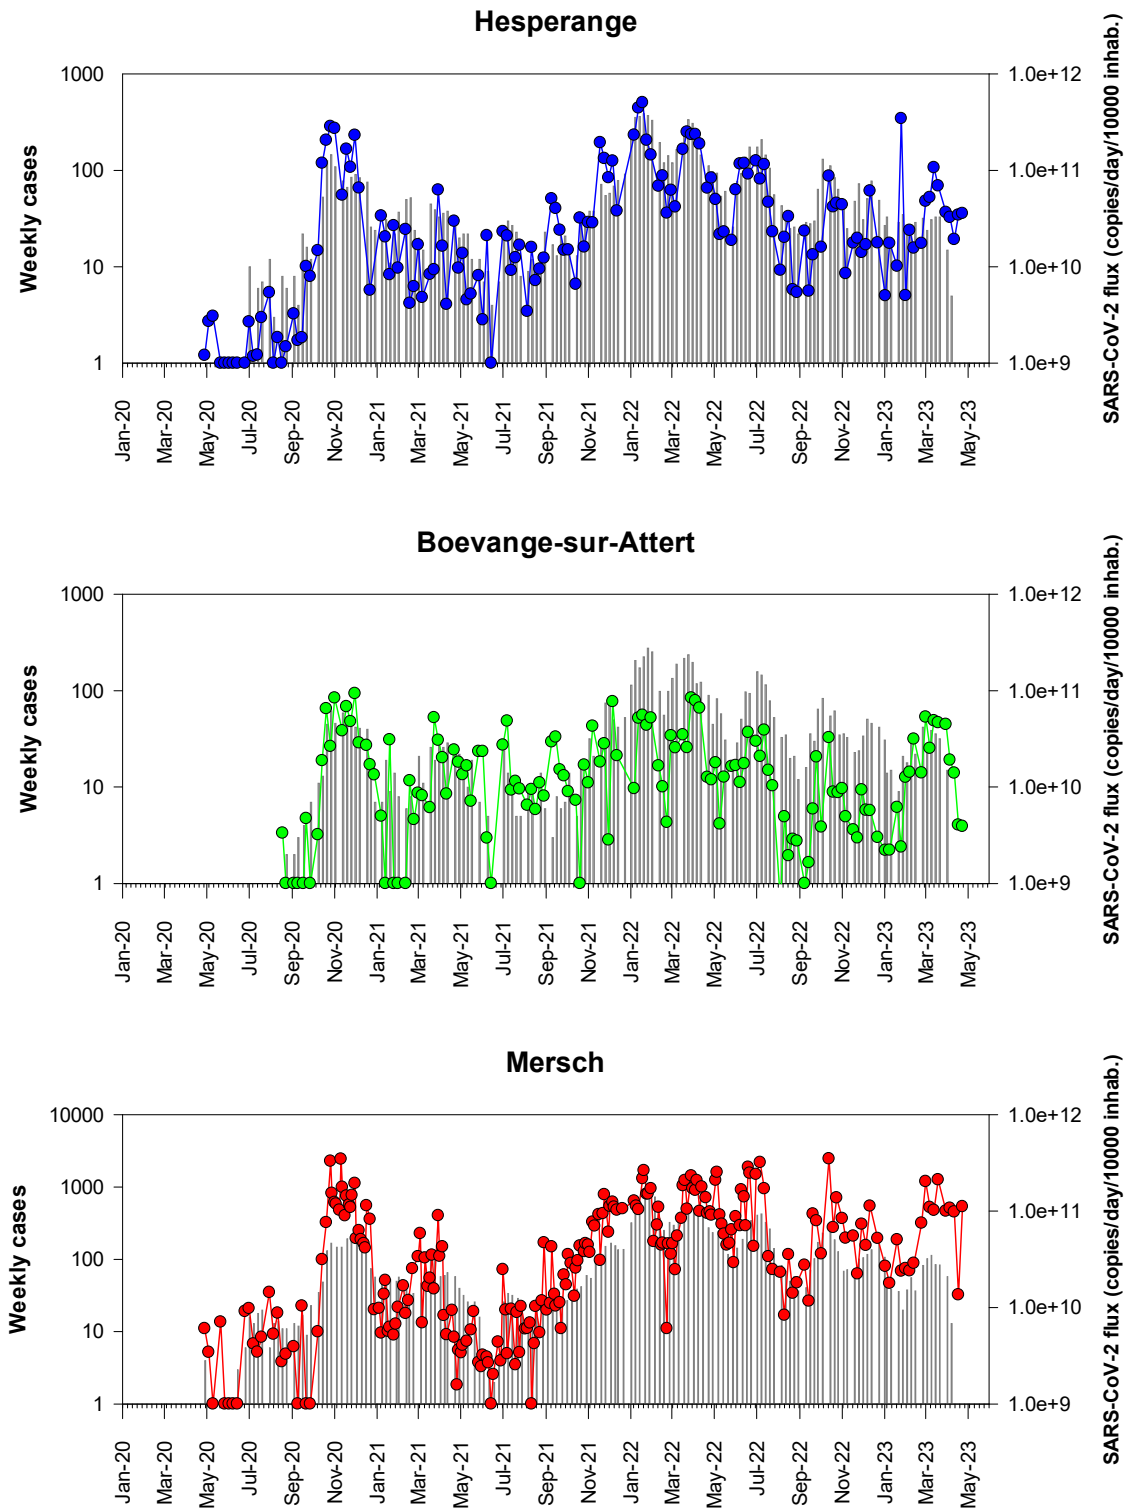 Hesperange
1000
100
10
1
Weekly cases
1.0e+12
1.0e+11
1.0e+10
1.0e+9
SARS-CoV-2 flux (copies/day/10000 inhab.)
Jan-20
Mar-20
May-20
Jul-20
Sep-20
Nov-20
Jan-21
Mar-21
May-21
Jul-21
Sep-21
Nov-21
Jan-22
Mar-22
May-22
Jul-22
Sep-22
Nov-22
Jan-23
Mar-23
May-23
Boevange-sur-Attert
1000
100
10
1
Weekly cases
1.0e+12
1.0e+11
1.0e+10
1.0e+9
SARS-CoV-2 flux (copies/day/10000 inhab.)
Jan-20
Mar-20
May-20
Jul-20
Sep-20
Nov-20
Jan-21
Mar-21
May-21
Jul-21
Sep-21
Nov-21
Jan-22
Mar-22
May-22
Jul-22
Sep-22
Nov-22
Jan-23
Mar-23
May-23
Mersch
10000
1000
100
10
1
Weekly cases
1.0e+12
1.0e+11
1.0e+10
1.0e+9
SARS-CoV-2 flux (copies/day/10000 inhab.)
Jan-20
Mar-20
May-20
Jul-20
Sep-20
Nov-20
Jan-21
Mar-21
May-21
Jul-21
Sep-21
Nov-21
Jan-22
Mar-22
May-22
Jul-22
Sep-22
Nov-22
Jan-23
Mar-23
May-23